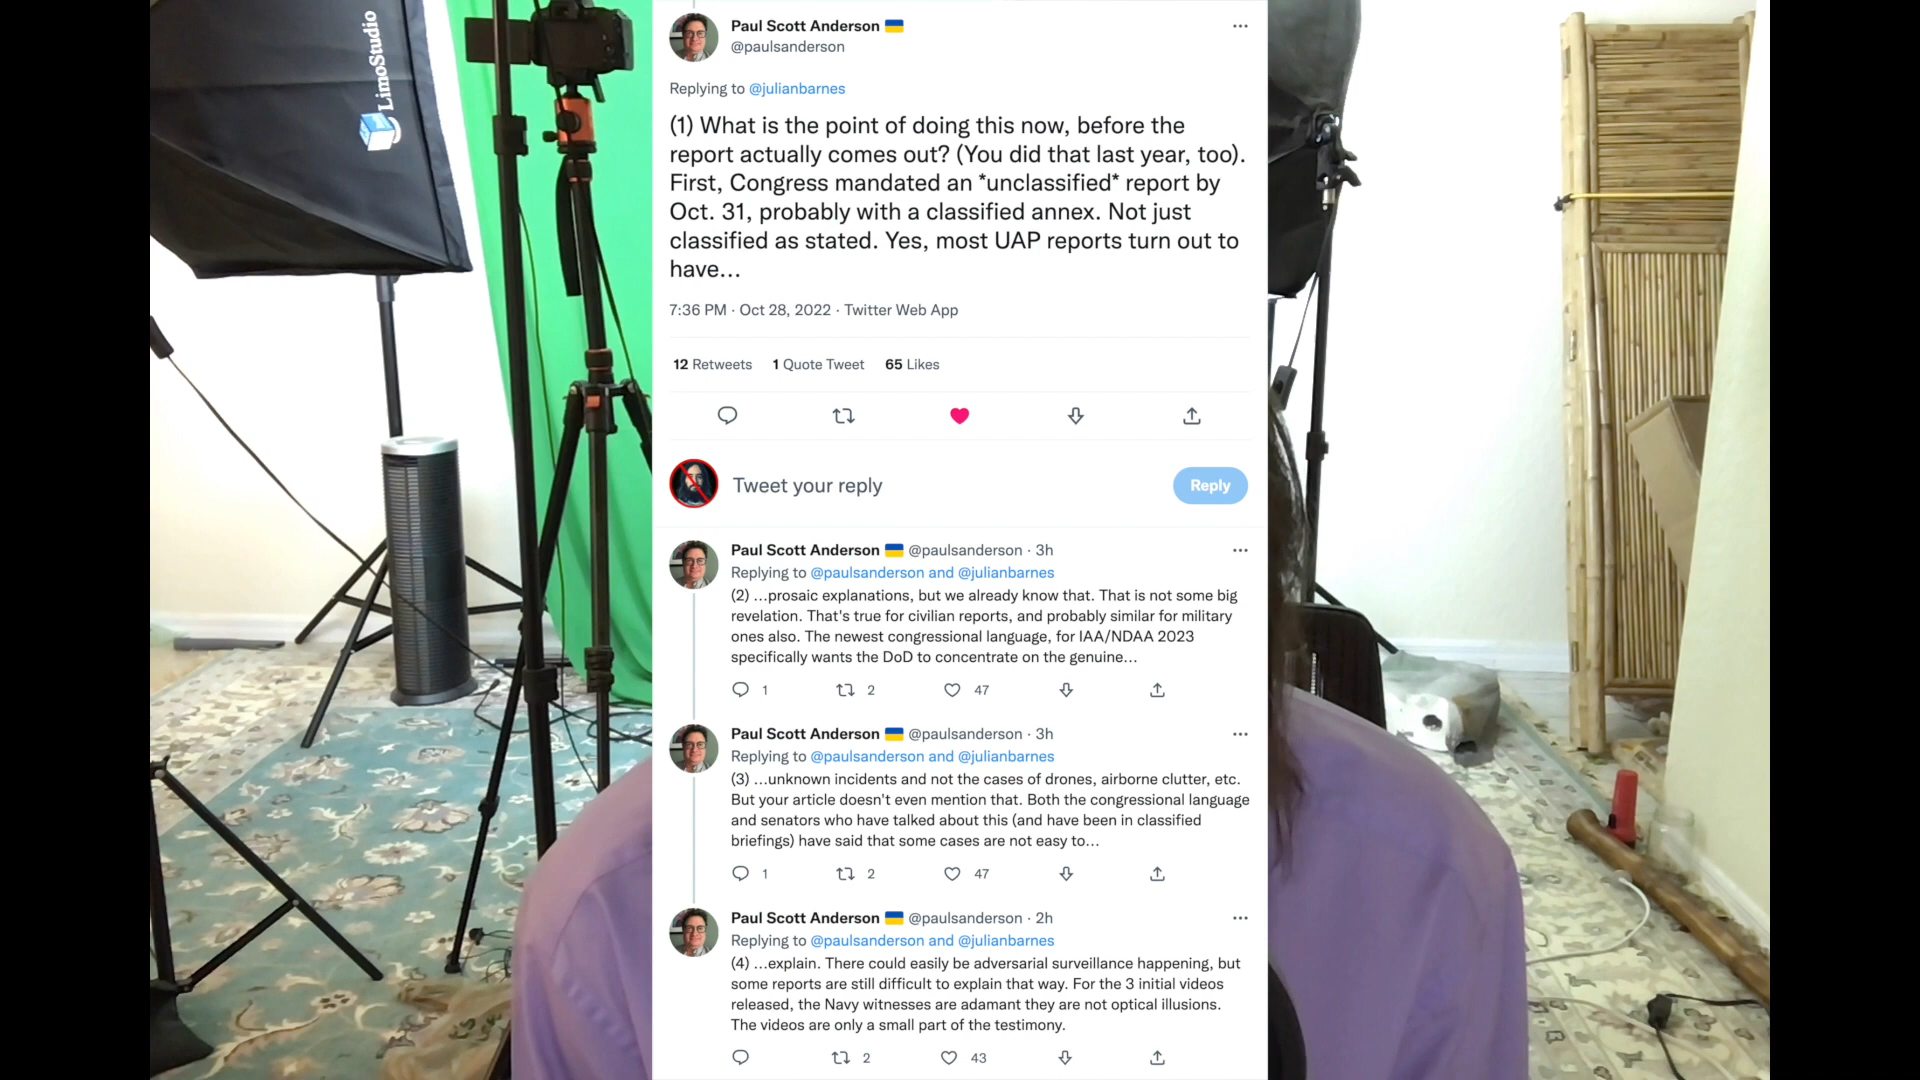 LimoStudio
Paul Scott Anderson
@paulsanderson
Replying to @julianbarnes
(1) What is the point of doing this now, before the
report actually comes out? (You did that last year, too).
First, Congress mandated an *unclassified* report by
Oct. 31, probably with a classified annex. Not just
classified as stated. Yes, most UAP reports turn out to
have…
7:36 PM · Oct 28, 2022 · Twitter Web App
12 Retweets 1 Quote Tweet 65 Likes
Tweet your reply
Reply
Paul Scott Anderson @paulsanderson · 3h
Replying to @paulsanderson and @julianbarnes
(2) …prosaic explanations, but we already know that. That is not some big
revelation. That's true for civilian reports, and probably similar for military
ones also. The newest congressional language, for IAA/NDAA 2023
specifically wants the DoD to concentrate on the genuine…
1 2 47
Paul Scott Anderson @paulsanderson · 3h
Replying to @paulsanderson and @julianbarnes
(3) …unknown incidents and not the cases of drones, airborne clutter, etc.
But your article doesn't even mention that. Both the congressional language
and senators who have talked about this (and have been in classified
briefings) have said that some cases are not easy to…
1 2 47
Paul Scott Anderson @paulsanderson · 2h
Replying to @paulsanderson and @julianbarnes
(4) …explain. There could easily be adversarial surveillance happening, but
some reports are still difficult to explain that way. For the 3 initial videos
released, the Navy witnesses are adamant they are not optical illusions.
The videos are only a small part of the testimony.
2 43